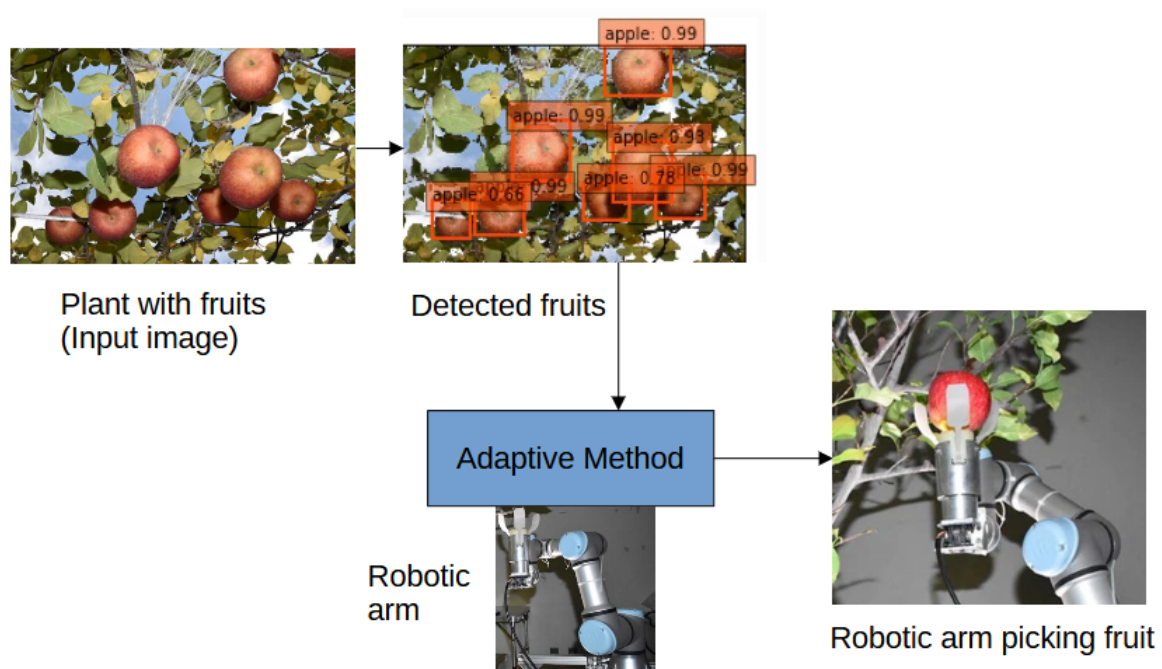 apple: 0.99
apple: 0.99
apple: 0.93
apple: 0.99
apple: 0.78
0.99
apple: 0.66
Plant with fruits
(Input image)
Detected fruits
Adaptive Method
Robotic
arm
Robotic arm picking fruit